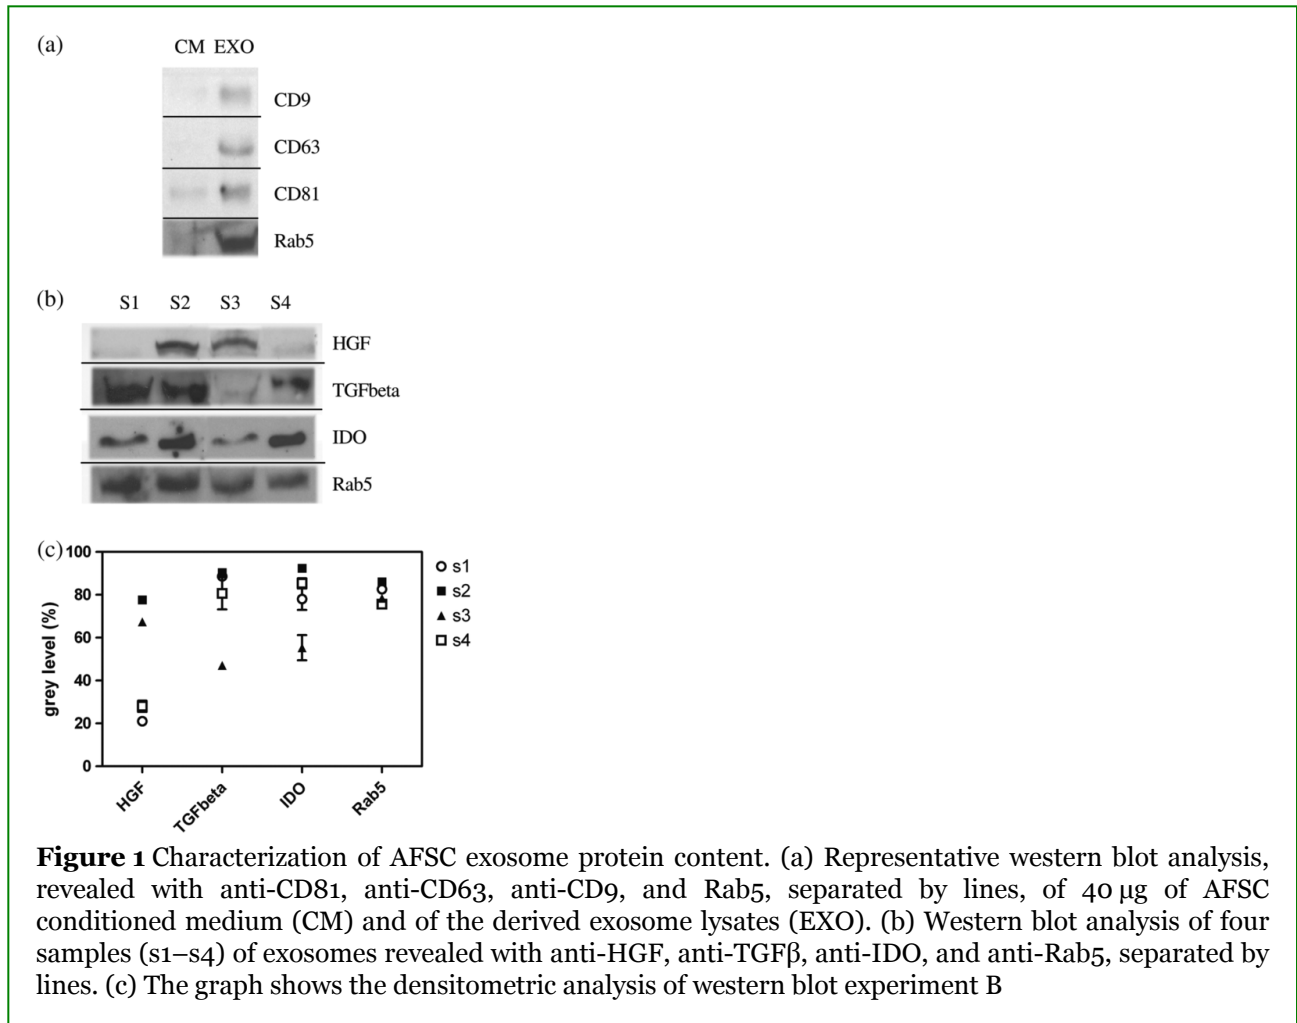 (a)
CM EXO
CD9
CD63
CD81
Rab5
(b)
S1 S2 S3 S4
HGF
TGFbeta
IDO
Rab5
(c)
100
80
60
40
20
0
grey level (%)
HGF
TGFbeta
IDO
Rab5
s1
s2
s3
s4
Figure 1 Characterization of AFSC exosome protein content. (a) Representative western blot analysis,
revealed with anti-CD81, anti-CD63, anti-CD9, and Rab5, separated by lines, of 40 μg of AFSC
conditioned medium (CM) and of the derived exosome lysates (EXO). (b) Western blot analysis of four
samples (s1–s4) of exosomes revealed with anti-HGF, anti-TGFβ, anti-IDO, and anti-Rab5, separated by
lines. (c) The graph shows the densitometric analysis of western blot experiment B